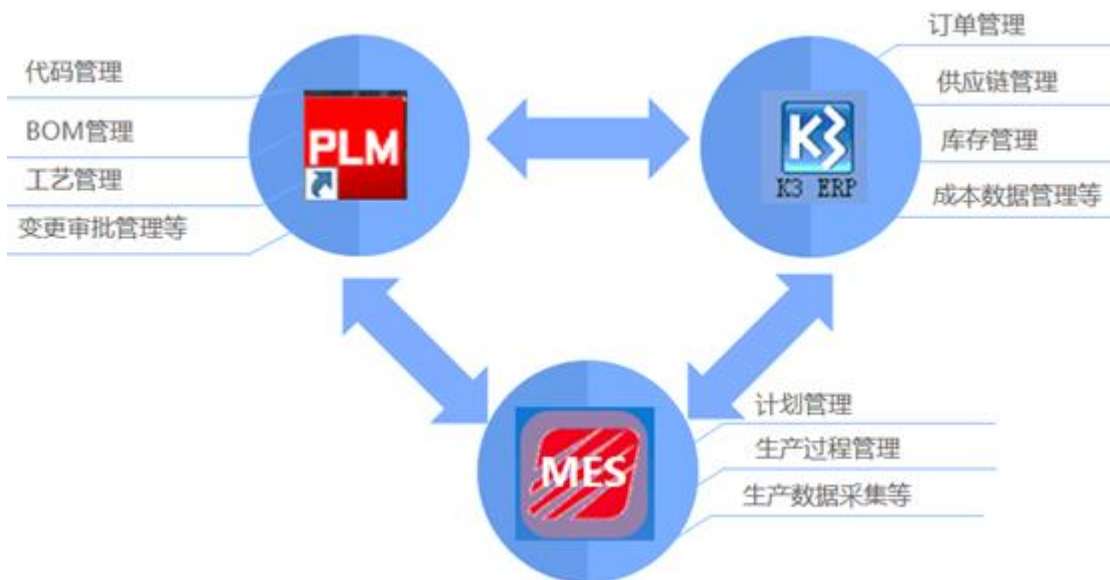 代码管理
BOM管理
工艺管理
变更审批管理等
PLM
订单管理
供应链管理
库存管理
成本数据管理等
K3
K3 ERP
计划管理
生产过程管理
生产数据采集等
MES